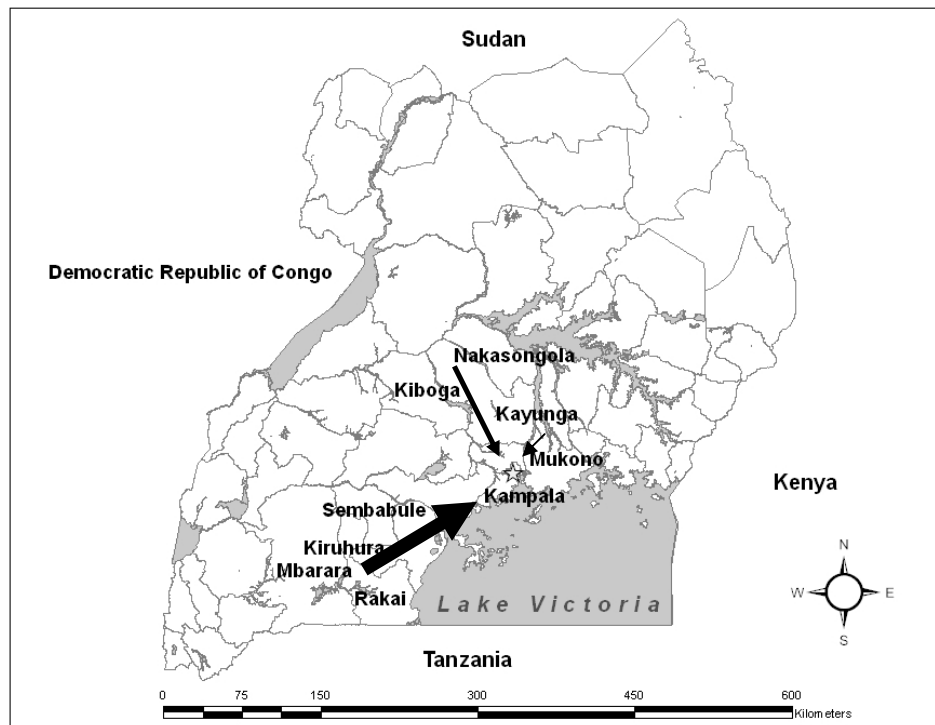 Sudan
Democratic Republic of Congo
Nakasongola
Kiboga
Kayunga
Mukono
Kenya
Kampala
Sembabule
Kiruhura
Mbarara
Rakai
Lake Victoria
N
W E
S
Tanzania
0 75 150 300 450 600
Kilometers